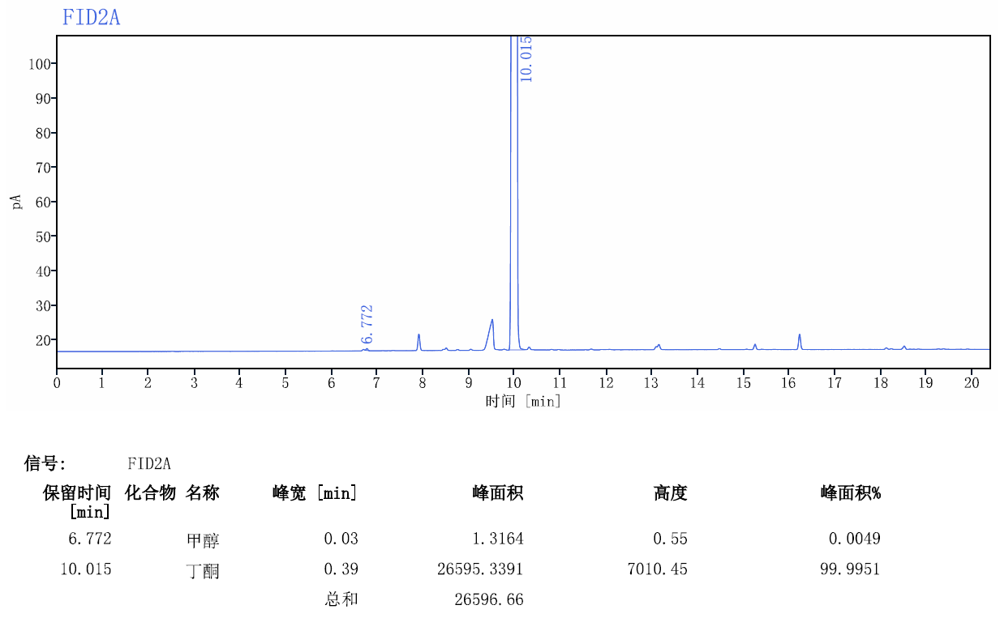 FID2A
10.015
100
90
80
70
60
50
40
30
20
pA
6.772
0 1 2 3 4 5 6 7 8 9 10 11 12 13 14 15 16 17 18 19 20
时间 [min]
信号: FID2A
保留时间 化合物 名称 峰宽 [min] 峰面积 高度 峰面积%
[min]
6.772 甲醇 0.03 1.3164 0.55 0.0049
10.015 丁酮 0.39 26595.3391 7010.45 99.9951
总和 26596.66